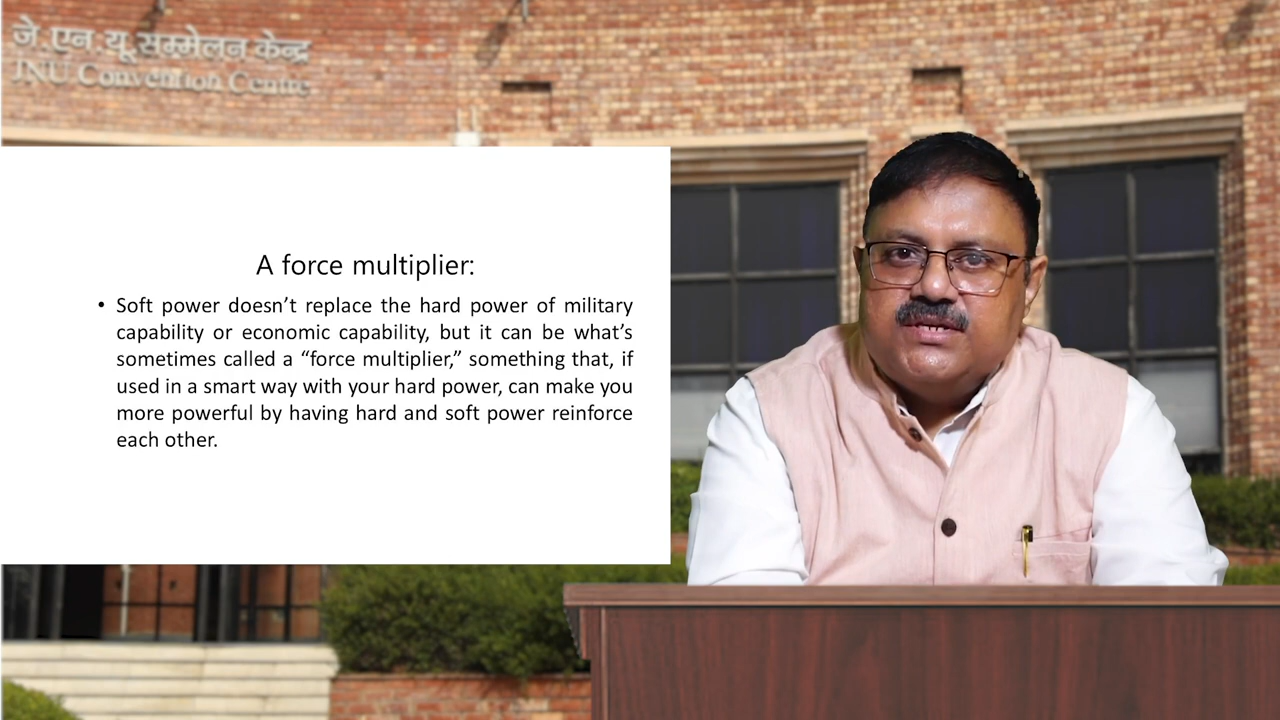 जे.एन.यू.सम्मेलन केन्द्र
JNU Convention Centre
A force multiplier:
• Soft power doesn’t replace the hard power of military
capability or economic capability, but it can be what’s
sometimes called a “force multiplier,” something that, if
used in a smart way with your hard power, can make you
more powerful by having hard and soft power reinforce
each other.